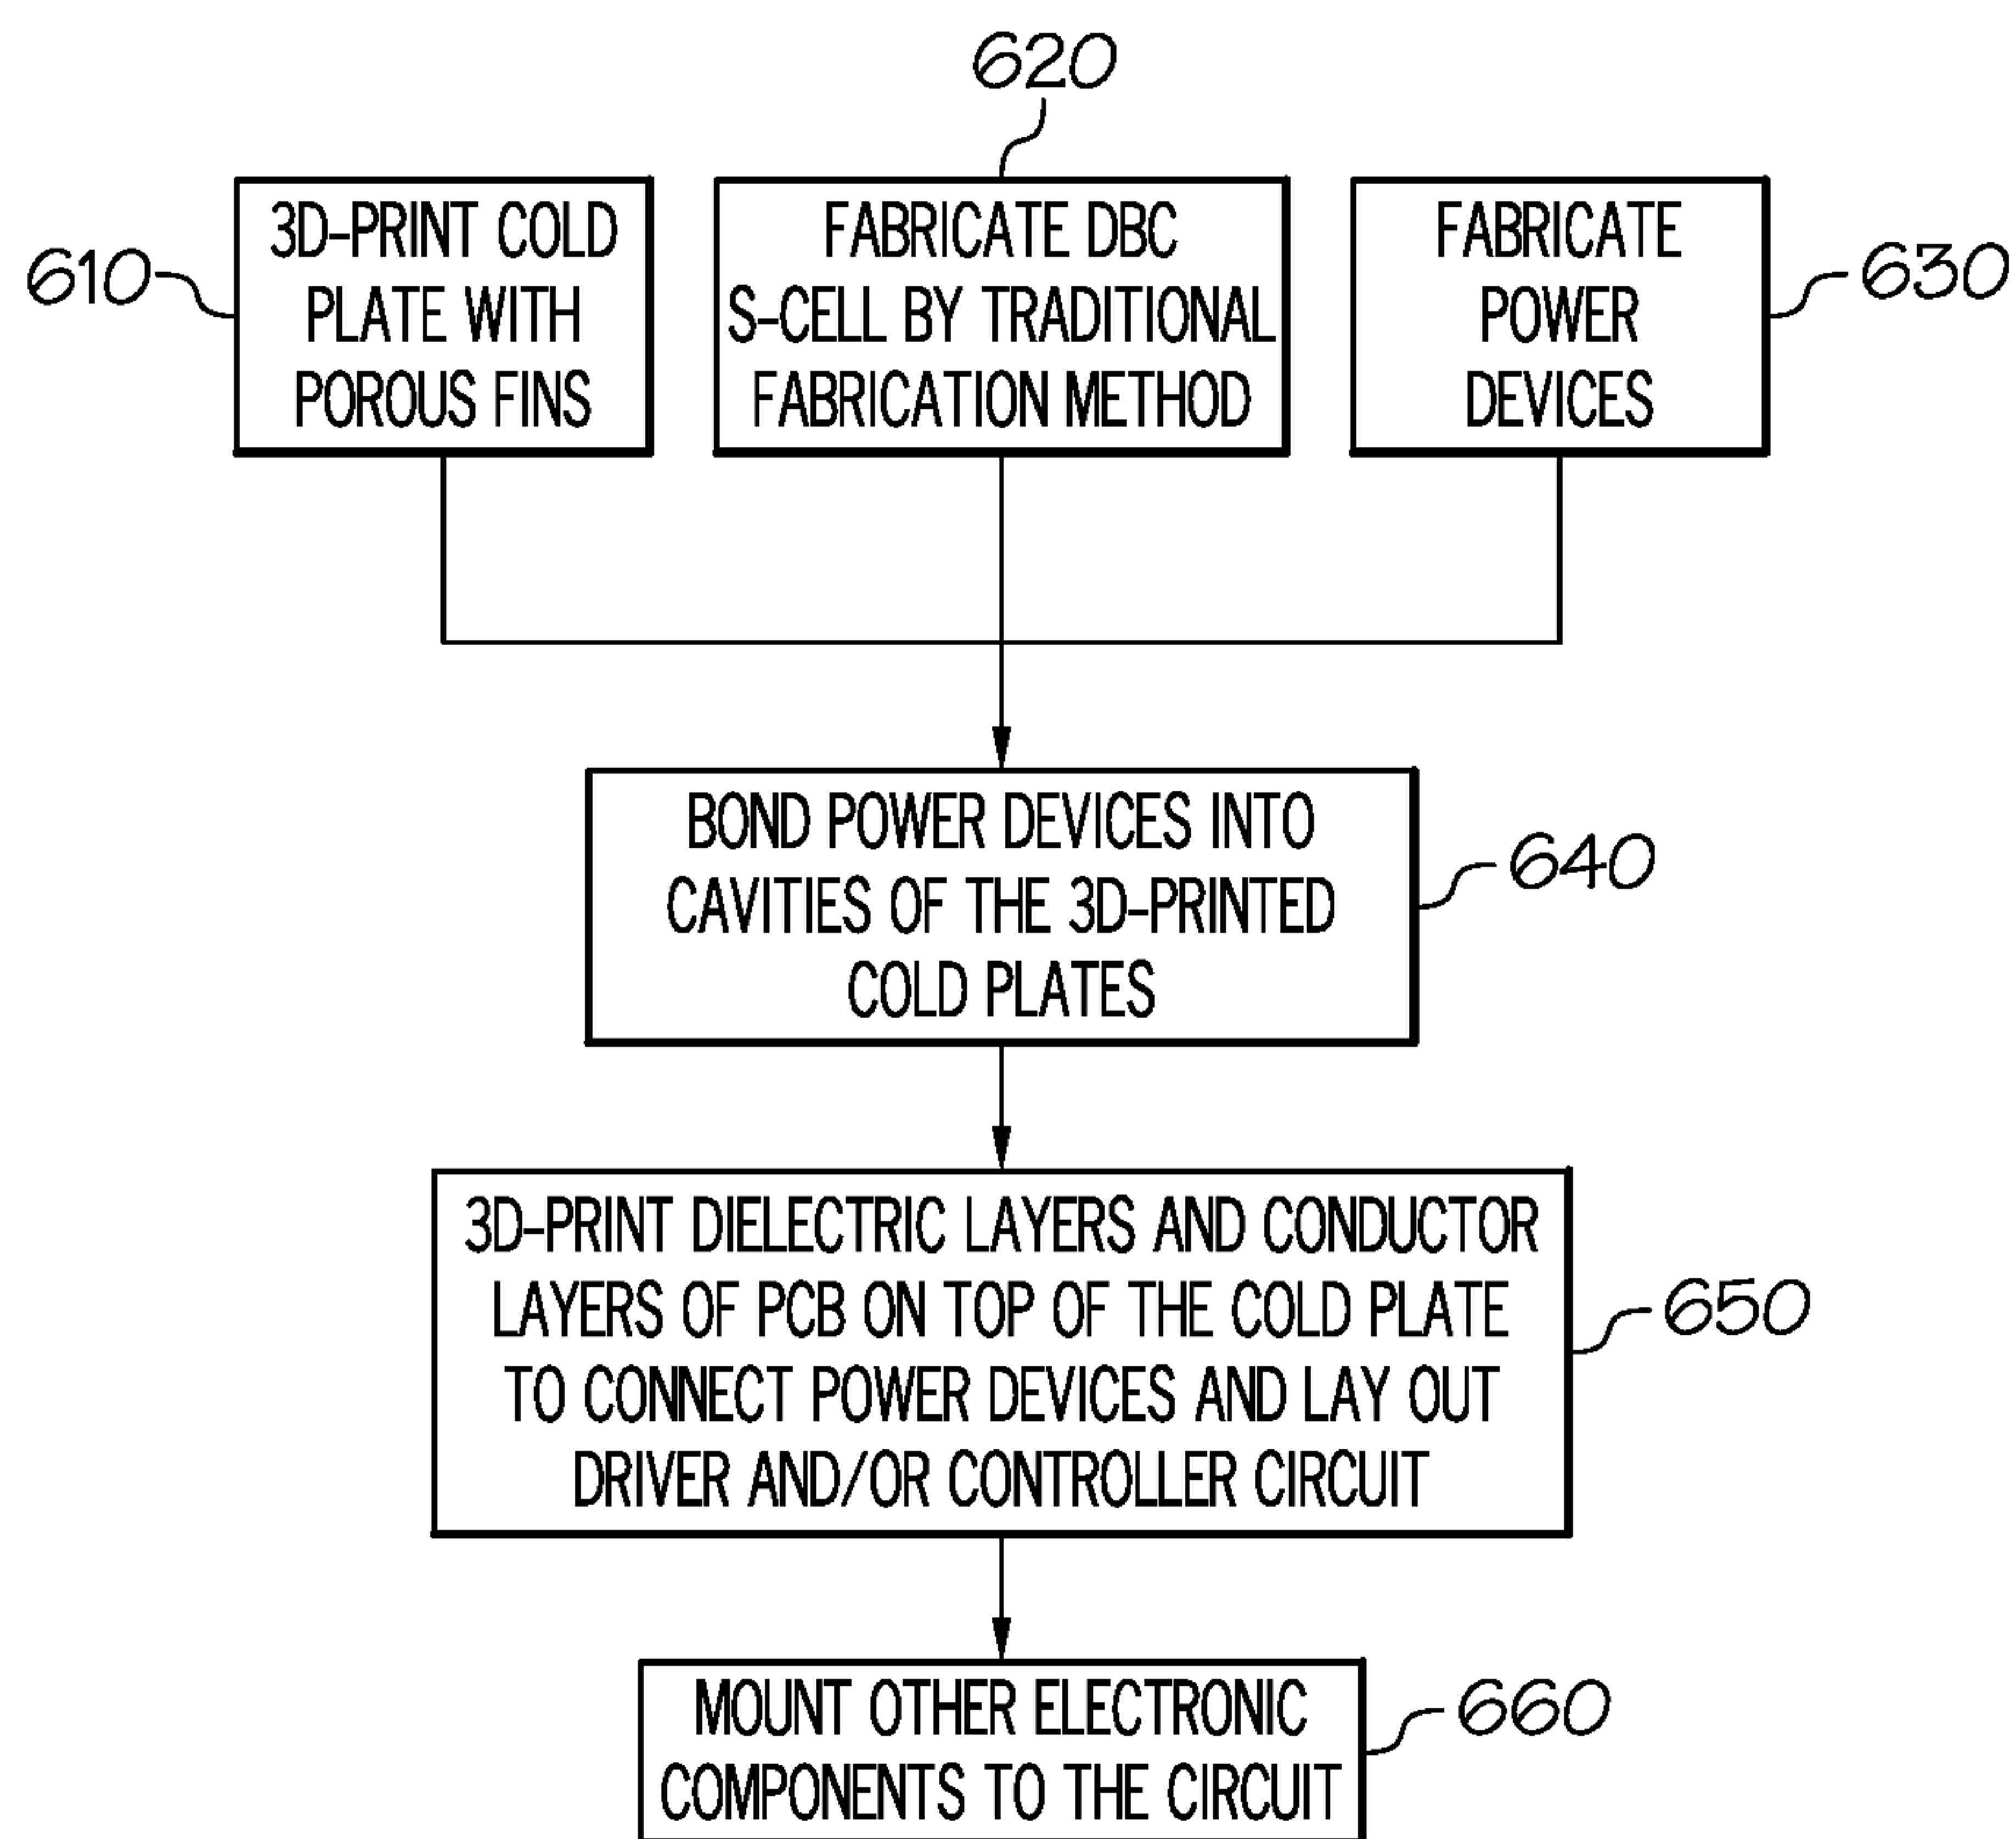 620
610
3D-PRINT COLD
PLATE WITH
POROUS FINS
FABRICATE DBC
S-CELL BY TRADITIONAL
FABRICATION METHOD
FABRICATE
POWER
DEVICES
630
BOND POWER DEVICES INTO
CAVITIES OF THE 3D-PRINTED
COLD PLATES
640
3D-PRINT DIELECTRIC LAYERS AND CONDUCTOR
LAYERS OF PCB ON TOP OF THE COLD PLATE
TO CONNECT POWER DEVICES AND LAY OUT
DRIVER AND/OR CONTROLLER CIRCUIT
650
MOUNT OTHER ELECTRONIC
COMPONENTS TO THE CIRCUIT
660